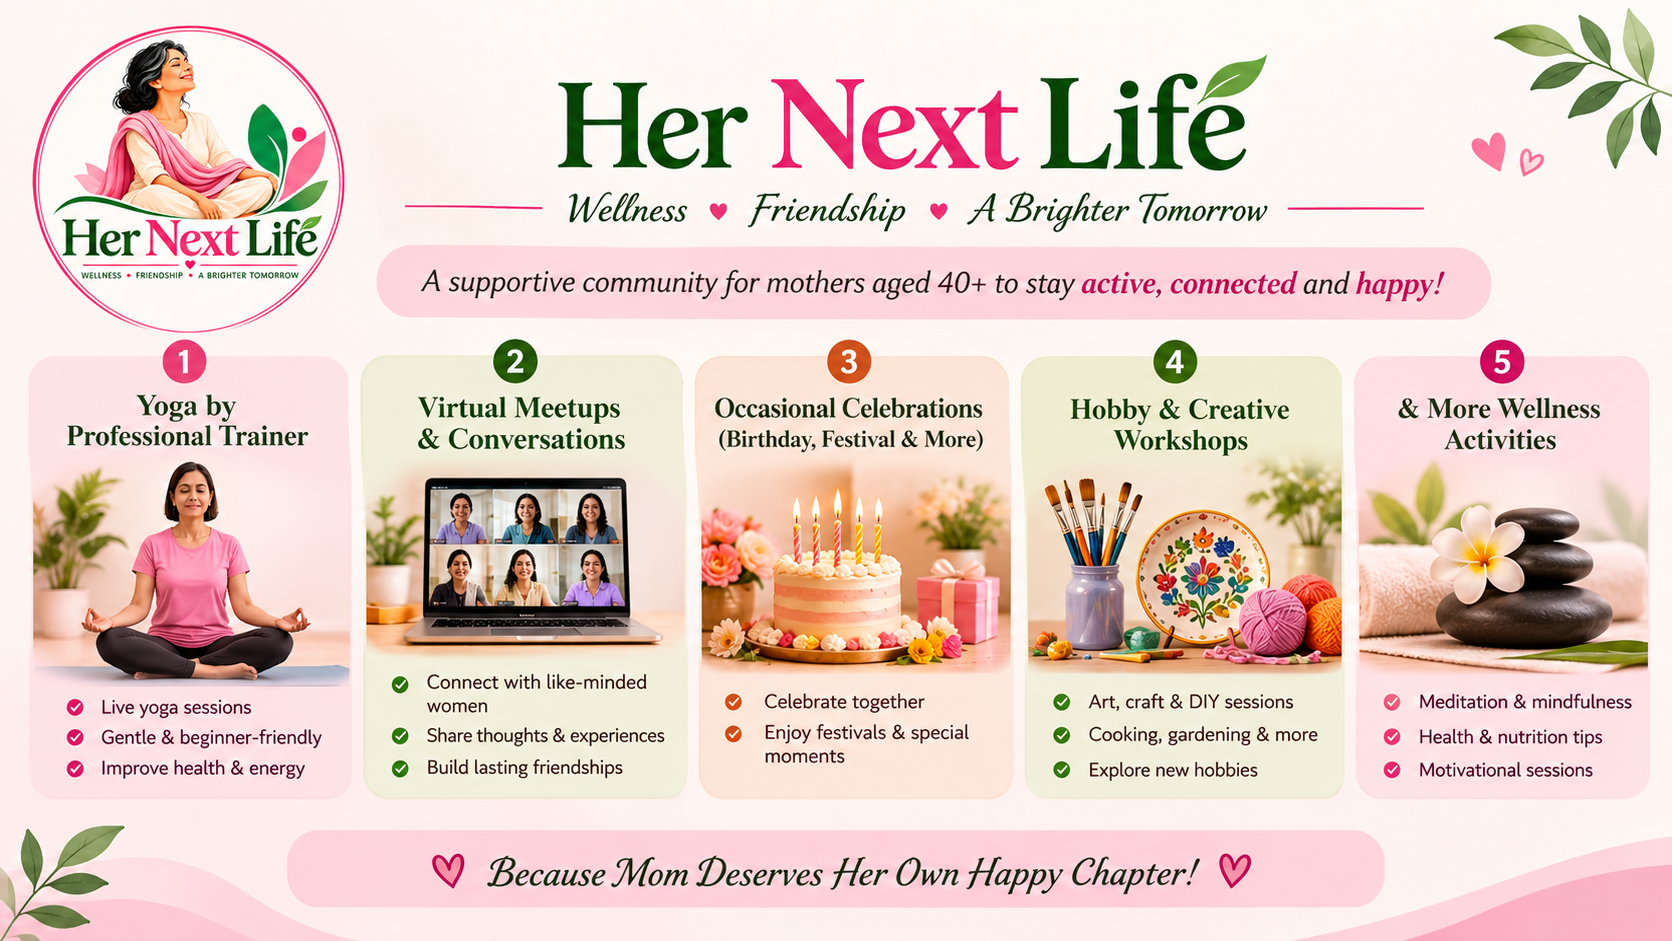 Her Next Life
WELLNESS • FRIENDSHIP • A BRIGHTER TOMORROW
Her Next Life
Wellness ♥ Friendship ♥ A Brighter Tomorrow
A supportive community for mothers aged 40+ to stay active, connected and happy!
1
Yoga by
Professional Trainer
Live yoga sessions
Gentle & beginner-friendly
Improve health & energy
2
Virtual Meetups
& Conversations
Connect with like-minded
women
Share thoughts & experiences
Build lasting friendships
3
Occasional Celebrations
(Birthday, Festival & More)
Celebrate together
Enjoy festivals & special
moments
4
Hobby & Creative
Workshops
Art, craft & DIY sessions
Cooking, gardening & more
Explore new hobbies
5
& More Wellness
Activities
Meditation & mindfulness
Health & nutrition tips
Motivational sessions
Because Mom Deserves Her Own Happy Chapter!